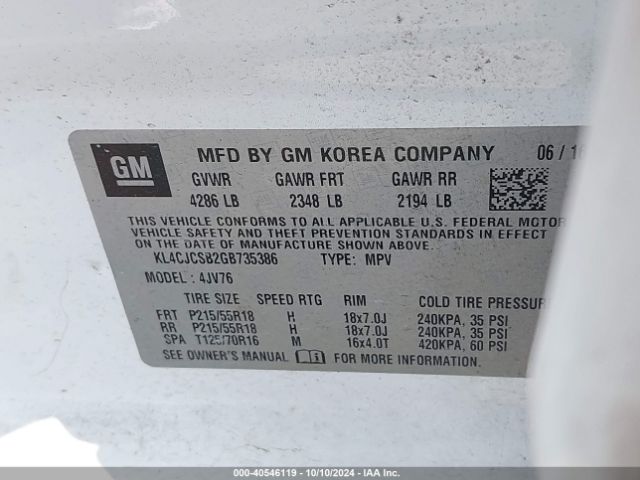 GM
MFD BY GM KOREA COMPANY 06 / 16
GVWR GAWR FRT GAWR RR
4286 LB 2348 LB 2194 LB
THIS VEHICLE CONFORMS TO ALL APPLICABLE U.S. FEDERAL MOTOR
VEHICLE SAFETY AND THEFT PREVENTION STANDARDS IN EFFECT
ON THE DATE OF MANUFACTURE SHOWN ABOVE.
KL4CJCSB2GB735386 TYPE: MPV
MODEL: 4JV76
TIRE SIZE SPEED RTG RIM COLD TIRE PRESSURE
FRT P215/55R18 H 18x7.0J 240KPA, 35 PSI
RR P215/55R18 H 18x7.0J 240KPA, 35 PSI
SPA T125/70R16 M 16x4.0T 420KPA, 60 PSI
SEE OWNER'S MANUAL FOR MORE INFORMATION.
000-40546119 - 10/10/2024 - IAAI.com